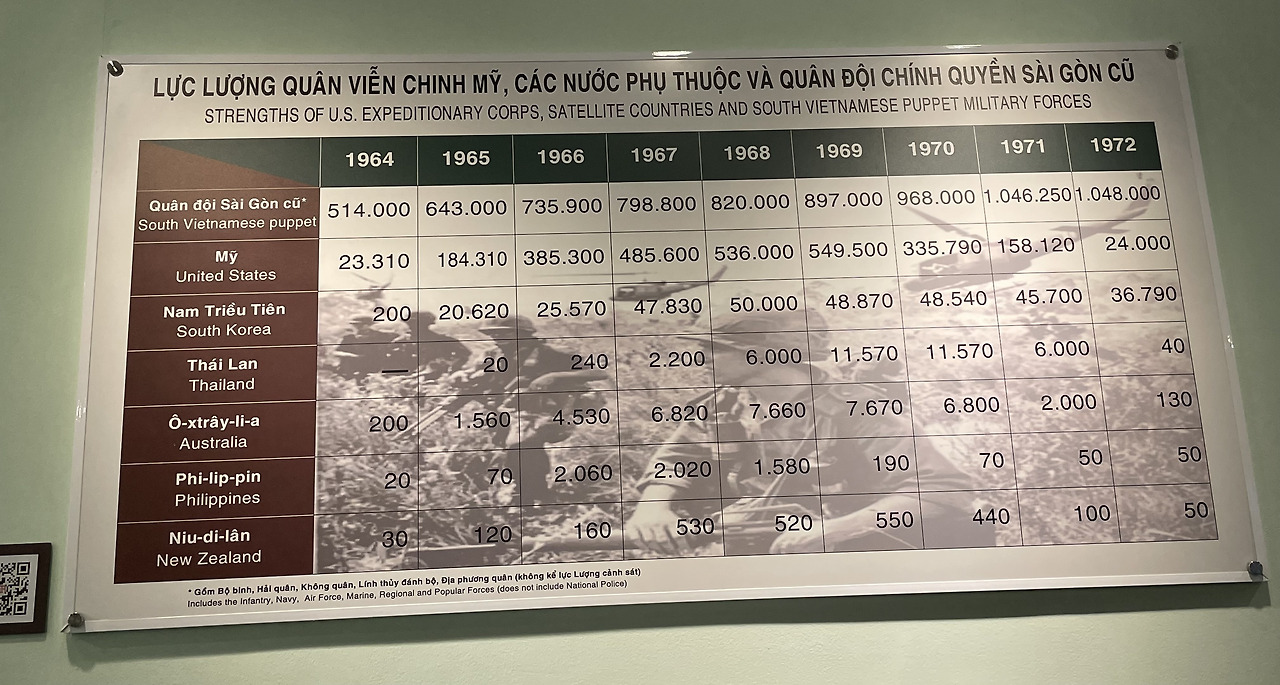 LỰC LƯỢNG QUÂN VIỄN CHINH MỸ, CÁC NƯỚC PHỤ THUỘC VÀ QUÂN ĐỘI CHÍNH QUYỀN SÀI GÒN CŨ
STRENGTHS OF U.S. EXPEDITIONARY CORPS, SATELLITE COUNTRIES AND SOUTH VIETNAMESE PUPPET MILITARY FORCES
1964 1965 1966 1967 1968 1969 1970 1971 1972
Quân đội Sài Gòn cũ*
South Vietnamese puppet
514.000 643.000 735.900 798.800 820.000 897.000 968.000 1.046.250 1.048.000
Mỹ
United States
23.310 184.310 385.300 485.600 536.000 549.500 335.790 158.120 24.000
Nam Triều Tiên
South Korea
200 20.620 25.570 47.830 50.000 48.870 48.540 45.700 36.790
Thái Lan
Thailand
— 20 240 2.200 6.000 11.570 11.570 6.000 40
Ô-xtrây-li-a
Australia
200 1.560 4.530 6.820 7.660 7.670 6.800 2.000 130
Phi-lip-pin
Philippines
20 70 2.060 2.020 1.580 190 70 50 50
Niu-di-lân
New Zealand
30 120 160 530 520 550 440 100 50
* Gồm Bộ binh, Hải quân, Không quân, Lính thủy đánh bộ, Địa phương quân (không kể lực Lượng cảnh sát)
Includes the Infantry, Navy, Air Force, Marine, Regional and Popular Forces (does not include National Police)